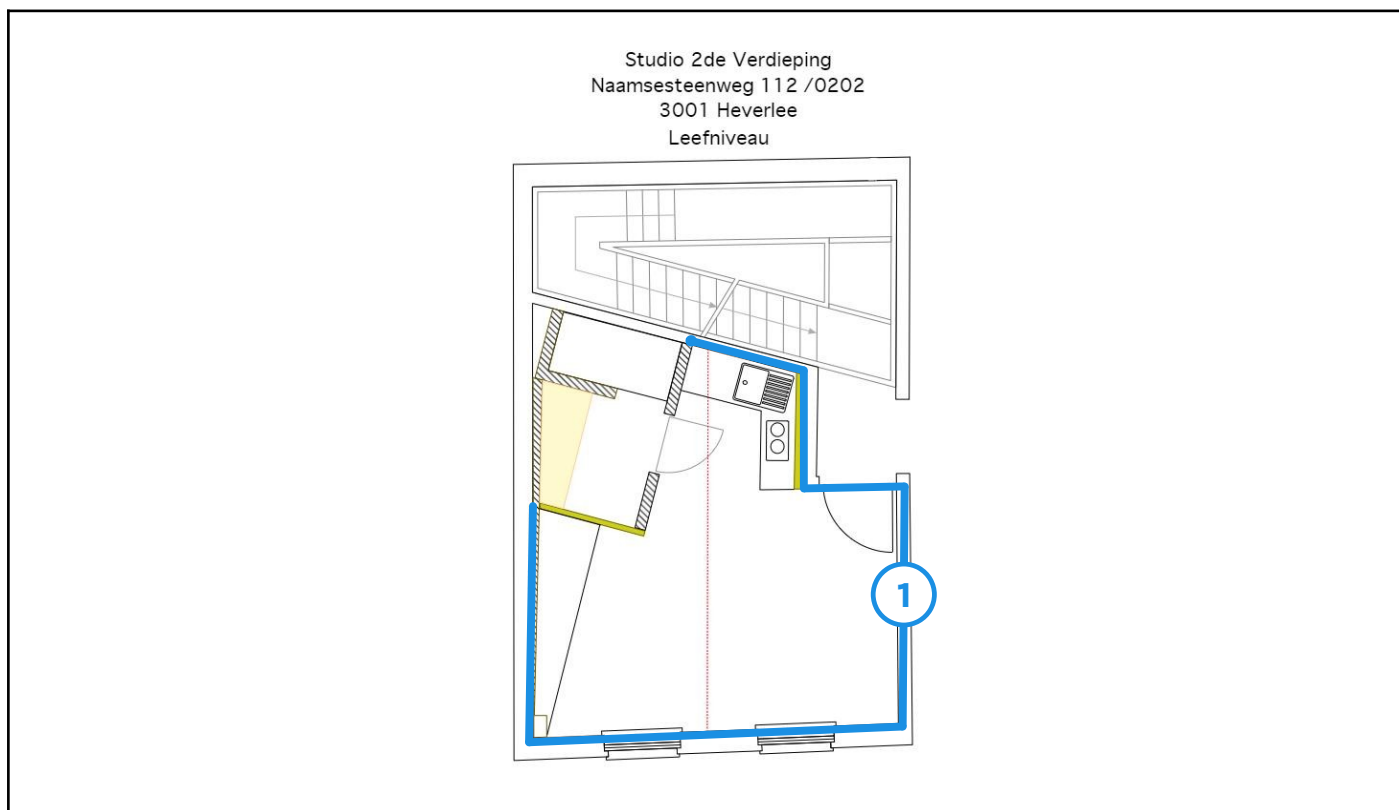 Studio 2de Verdieping
Naamsesteenweg 112 /0202
3001 Heverlee
Leefniveau
1